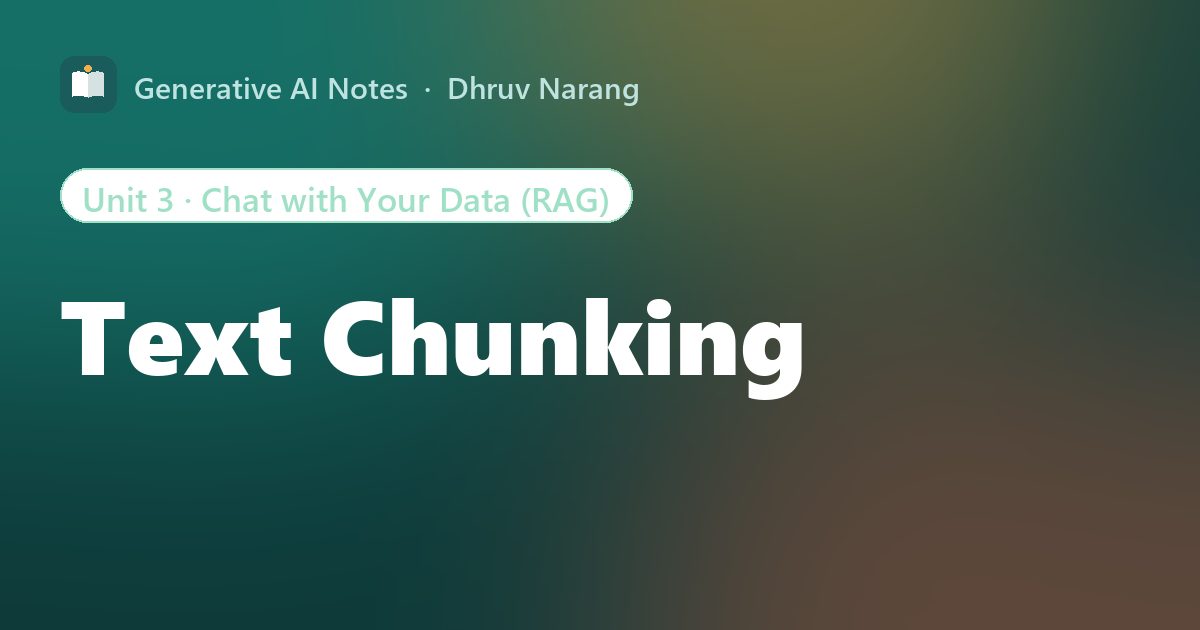 Generative AI Notes · Dhruv Narang
Unit 3 · Chat with Your Data (RAG)
Text Chunking